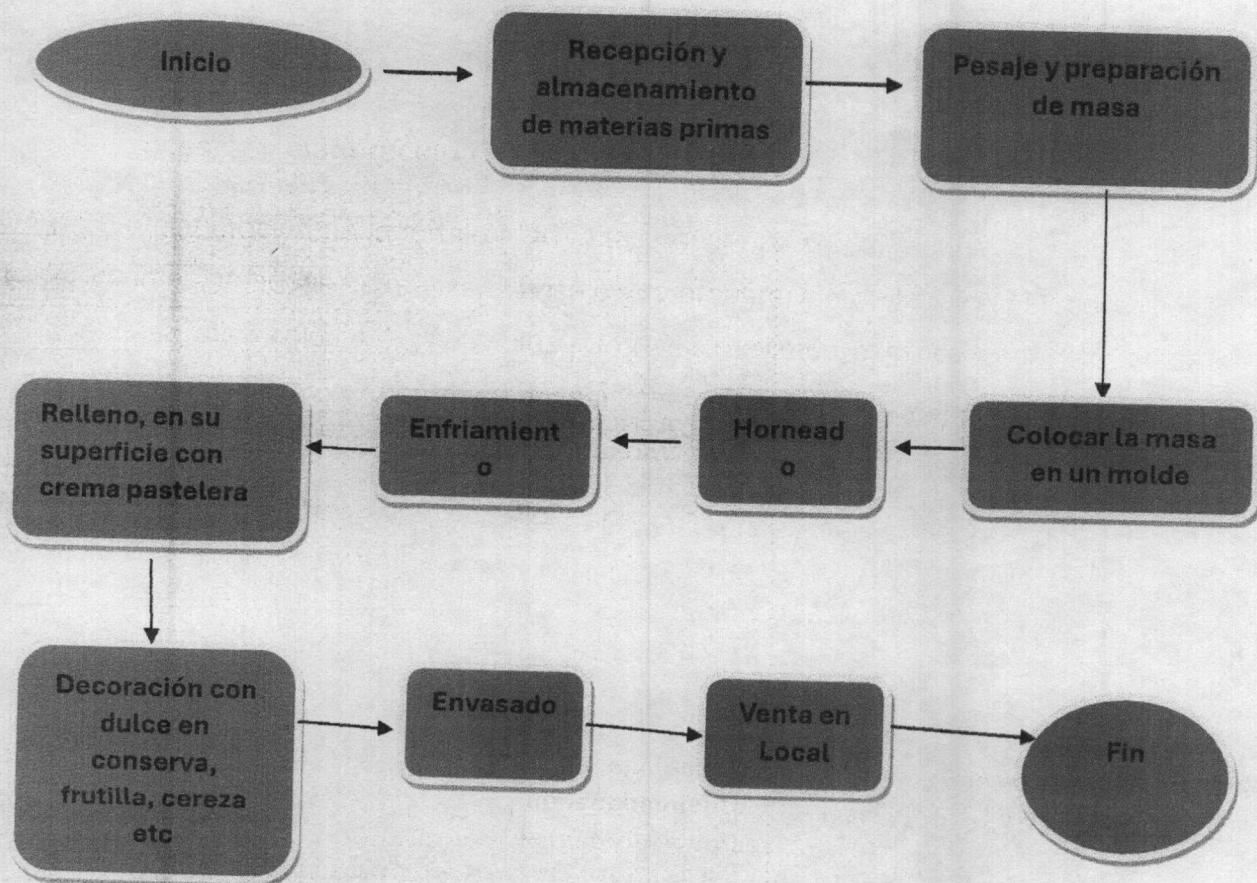 Inicio
Recepción y
almacenamiento
de materias primas
Pesaje y preparación
de masa
Colocar la masa
en un molde
Hornead
o
Enfriamient
o
Relleno, en su
superficie con
crema pastelera
Decoración con
dulce en
conserva,
frutilla, cereza
etc
Envasado
Venta en
Local
Fin